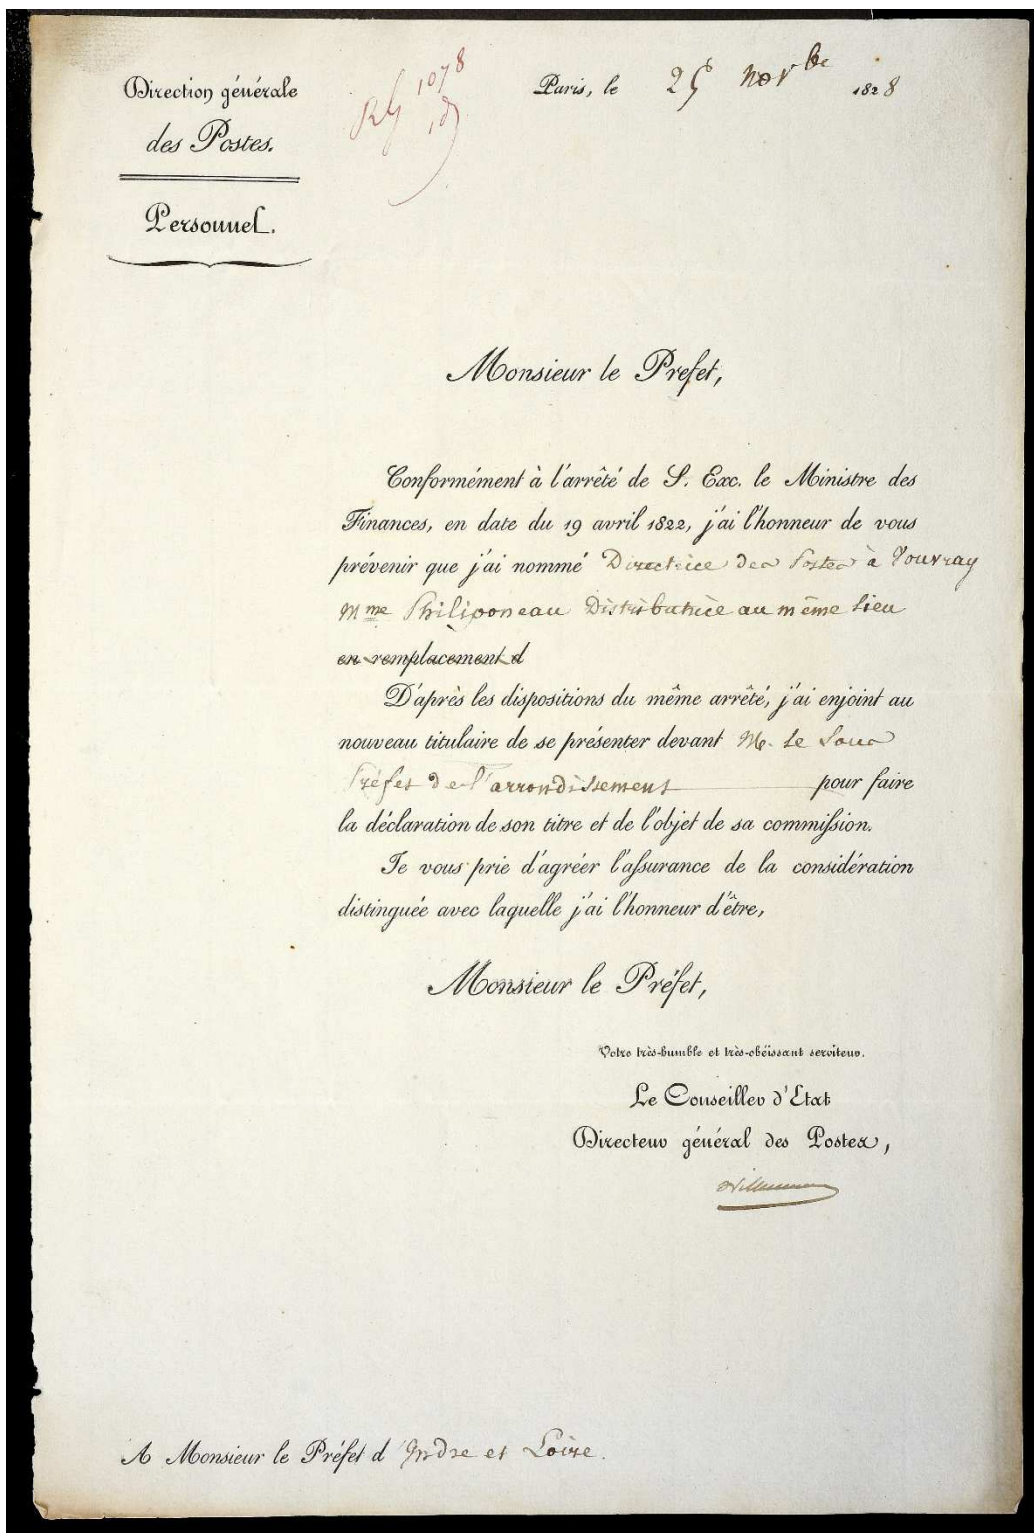 Direction générale
des Postes.
Personnel.
1078
Paris, le 25 Novbre 1828
Monsieur le Prefet,
Conformément à l'arrêté de S. Exc. le Ministre des
Finances, en date du 19 avril 1822, j'ai l'honneur de vous
prévenir que j'ai nommé Directrice des Postes à Vouvray
Mme Philiponeau Distributrice au même lieu
en remplacement d
D'après les dispositions du même arrêté, j'ai enjoint au
nouveau titulaire de se présenter devant M. le Sous
Préfet de l'arrondissement pour faire
la déclaration de son titre et de l'objet de sa commission.
Je vous prie d'agréer l'assurance de la considération
distinguée avec laquelle j'ai l'honneur d'être,
Monsieur le Préfet,
Votre très-humble et très-obéissant serviteur.
Le Conseiller d'Etat
Directeur général des Postes,
A Monsieur le Préfet d'Indre et Loire.